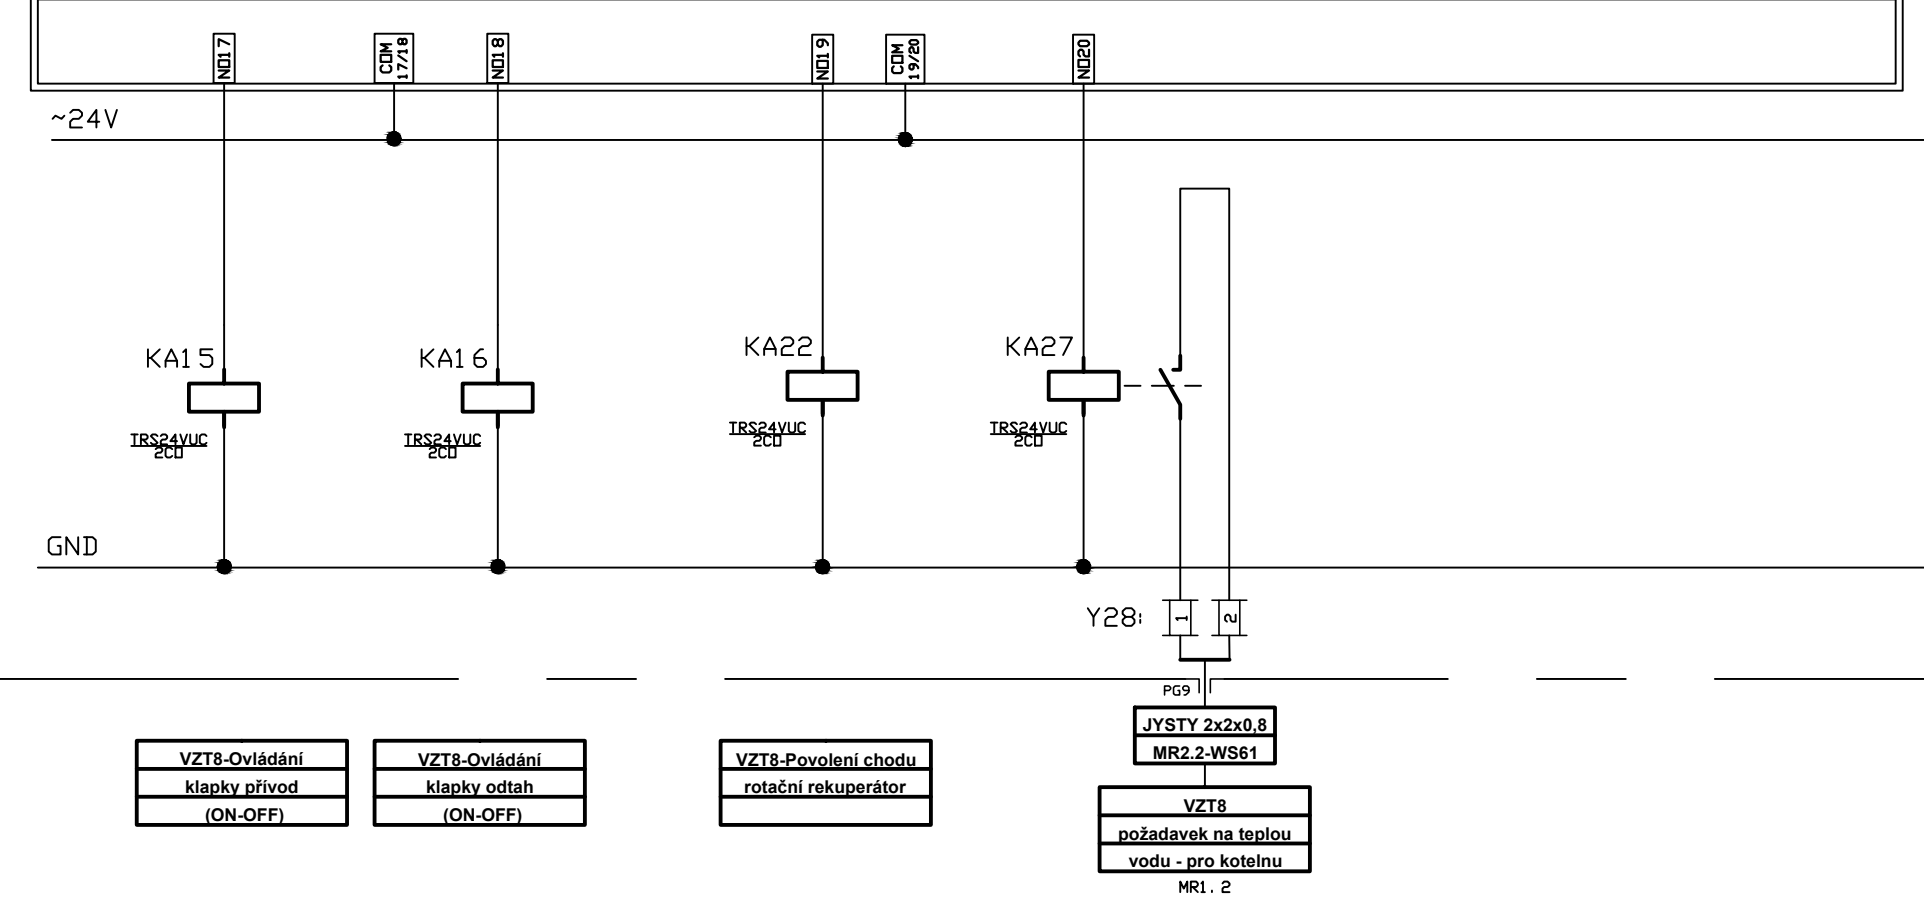 NO17
COM
17/18
NO18
NO19
COM
19/20
NO20
~24V
KA15
KA16
KA22
KA27
TRS24VUC
2CO
TRS24VUC
2CO
TRS24VUC
2CO
TRS24VUC
2CO
GND
Y28:
1
2
PG9
JYSTY 2x2x0,8
MR2.2-WS61
VZT8-Ovládání
klapky přívod
(ON-OFF)
VZT8-Ovládání
klapky odtah
(ON-OFF)
VZT8-Povolení chodu
rotační rekuperátor
VZT8
požadavek na teplou
vodu - pro kotelnu
MR1.2